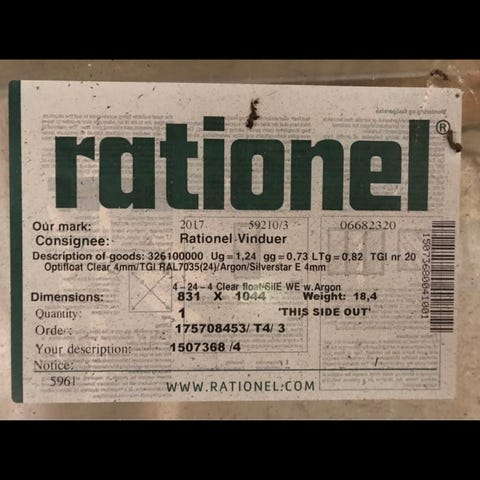 rationel®
Our mark: 2017 59210/3 06682320
Consignee: Rationel Vinduer
Description of goods: 326100000 Ug = 1,24 gg = 0,73 LTg = 0,82 TGI nr 20
Optifloat Clear 4mm/TGI RAL7035(24)/Argon/Silverstar E 4mm
4 - 24 - 4 Clear float-SilE WE w.Argon
Dimensions: 831 X 1044 Weight: 18,4
Quantity: 1 'THIS SIDE OUT'
Order: 175708453/ T4/ 3
Your description: 1507368 /4
Notice:
5961
WWW.RATIONEL.COM
15073680041001